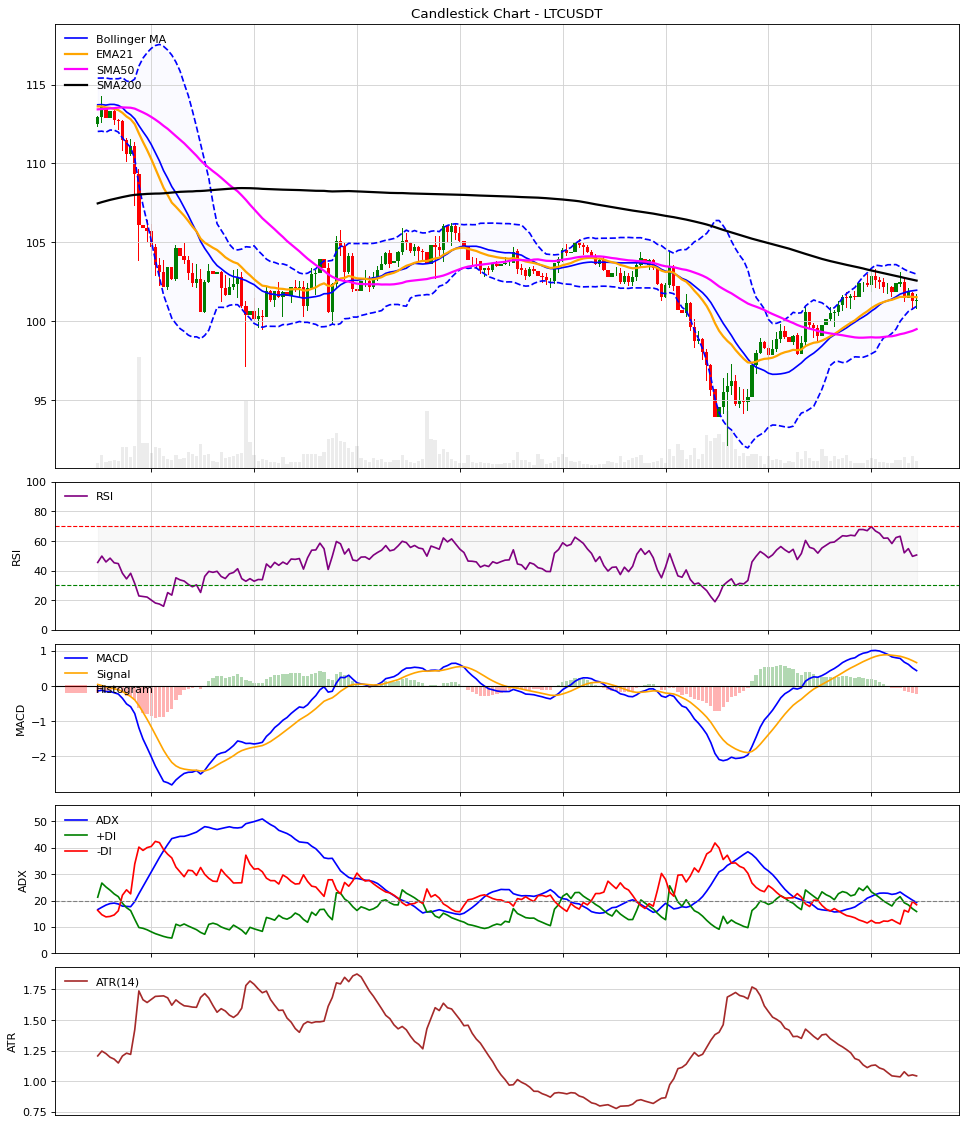 Candlestick Chart - LTCUSDT
Bollinger MA
EMA21
SMA50
SMA200
115
110
105
100
95
RSI
100
80
60
40
20
0
RSI
MACD
Signal
Histogram
1
0
−1
−2
MACD
ADX
+DI
-DI
50
40
30
20
10
0
ADX
ATR(14)
1.75
1.50
1.25
1.00
0.75
ATR